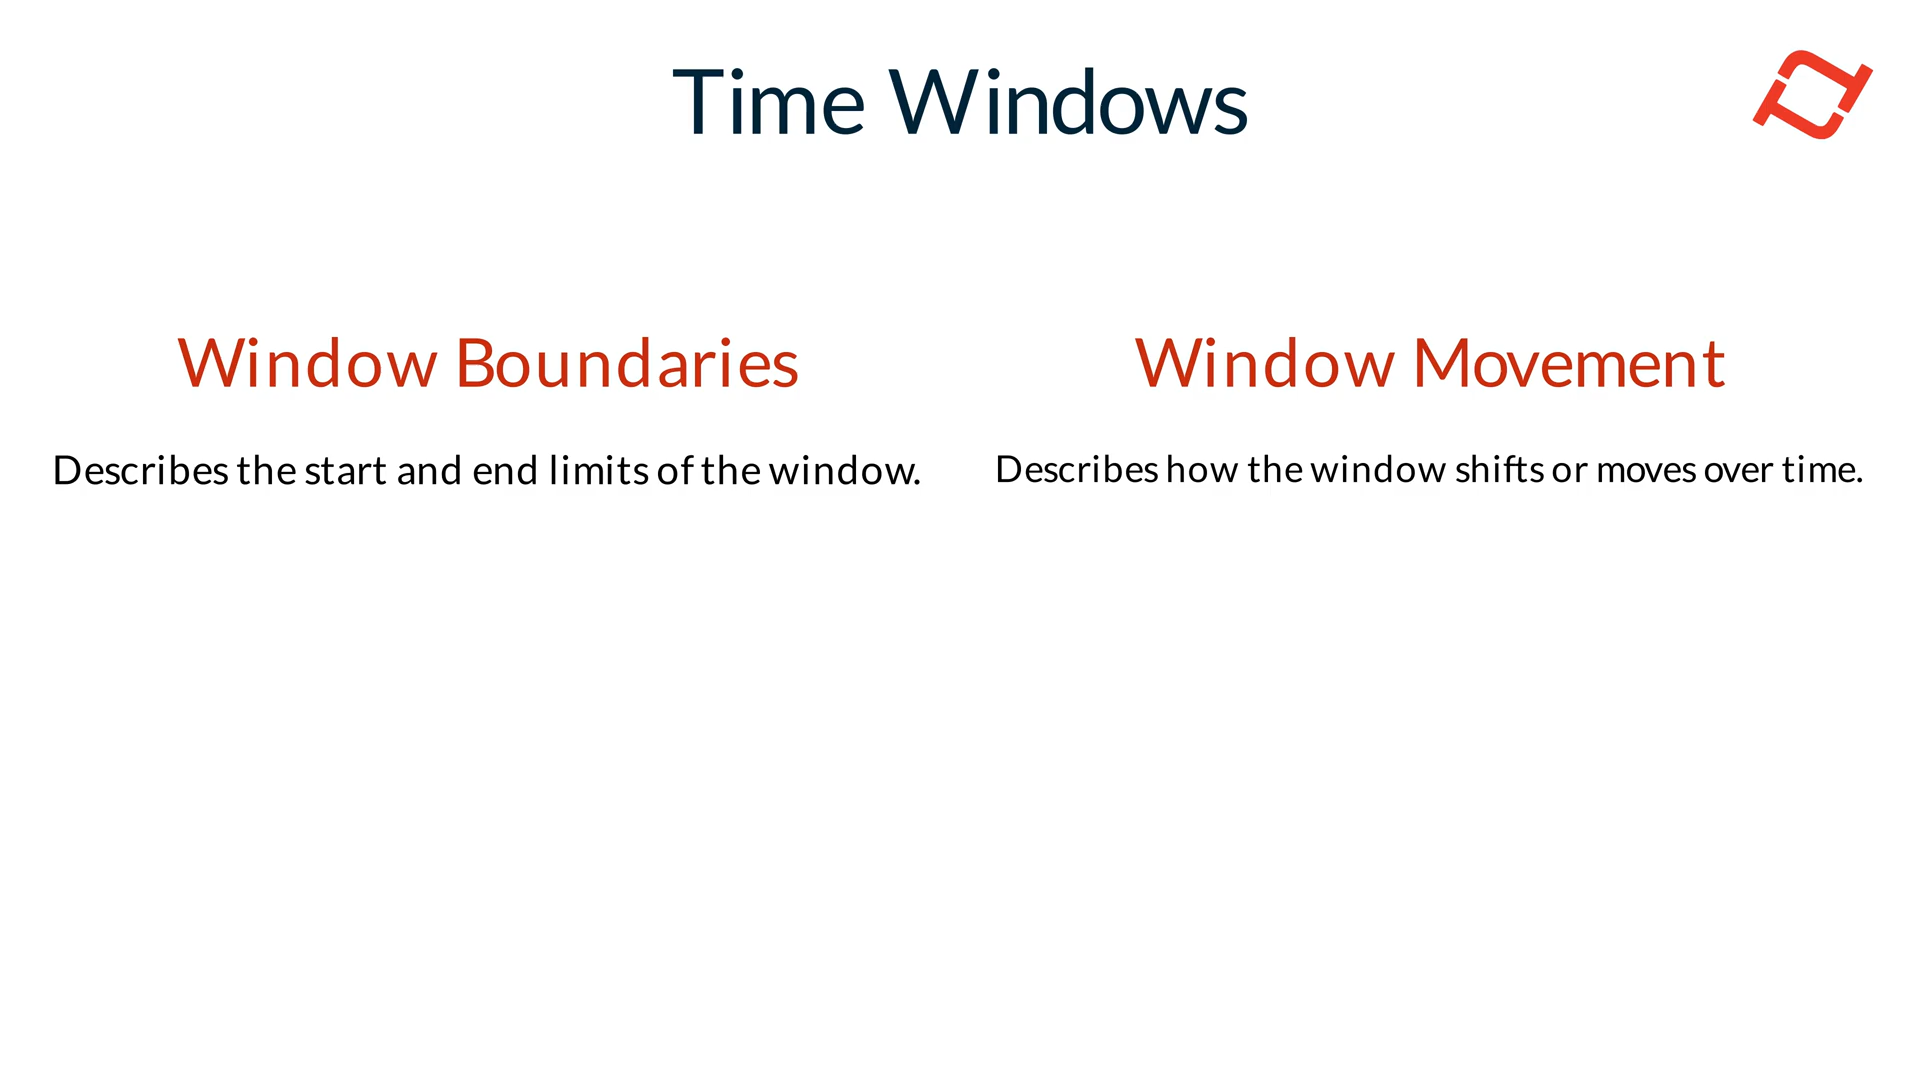 Time Windows
Window Boundaries
Describes the start and end limits of the window.
Window Movement
Describes how the window shifts or moves over time.